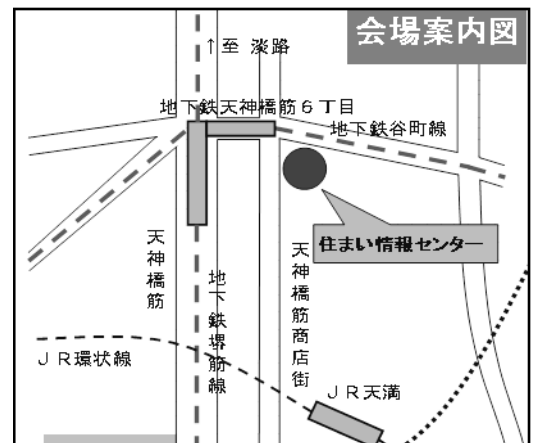 会場案内図
↑至 淡路
地下鉄天神橋筋６丁目
地下鉄谷町線
住まい情報センター
天神橋筋
地下鉄堺筋線
天神橋筋商店街
ＪＲ環状線
ＪＲ天満